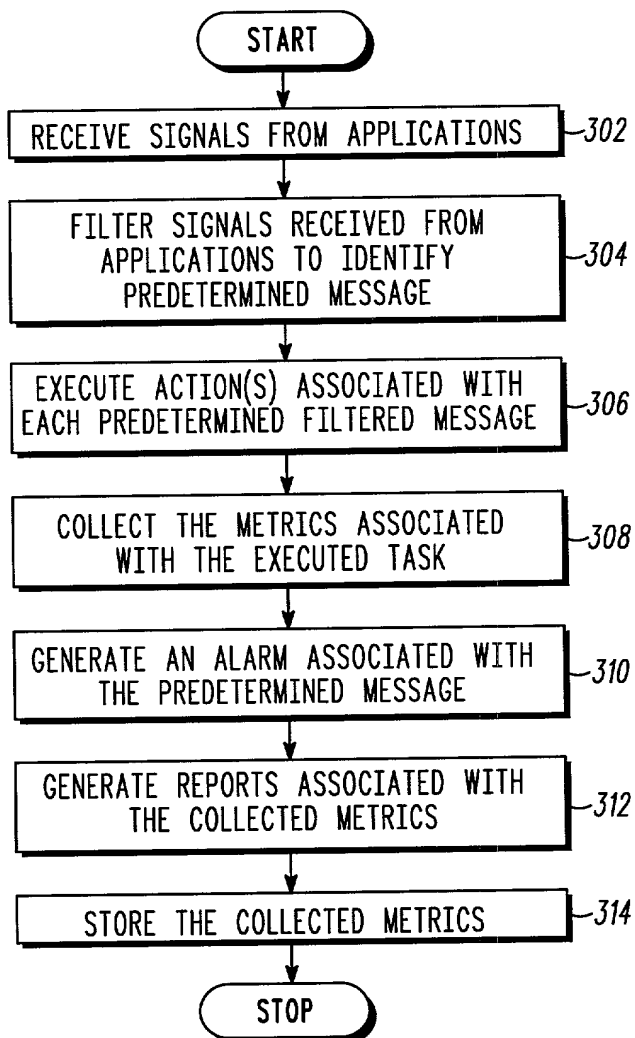 START
RECEIVE SIGNALS FROM APPLICATIONS
302
FILTER SIGNALS RECEIVED FROM
APPLICATIONS TO IDENTIFY
PREDETERMINED MESSAGE
304
EXECUTE ACTION(S) ASSOCIATED WITH
EACH PREDETERMINED FILTERED MESSAGE
306
COLLECT THE METRICS ASSOCIATED
WITH THE EXECUTED TASK
308
GENERATE AN ALARM ASSOCIATED WITH
THE PREDETERMINED MESSAGE
310
GENERATE REPORTS ASSOCIATED WITH
THE COLLECTED METRICS
312
STORE THE COLLECTED METRICS
314
STOP